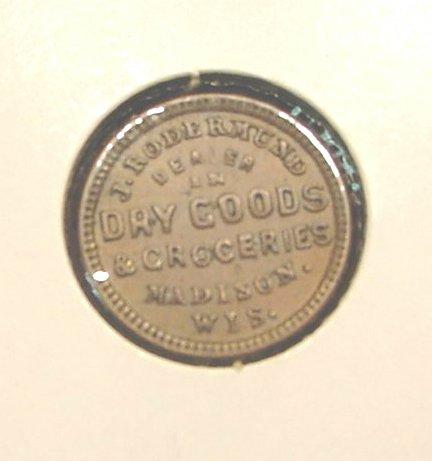 J. RODERMUND
DEALER
IN
DRY GOODS
& GROCERIES
MADISON.
WIS.